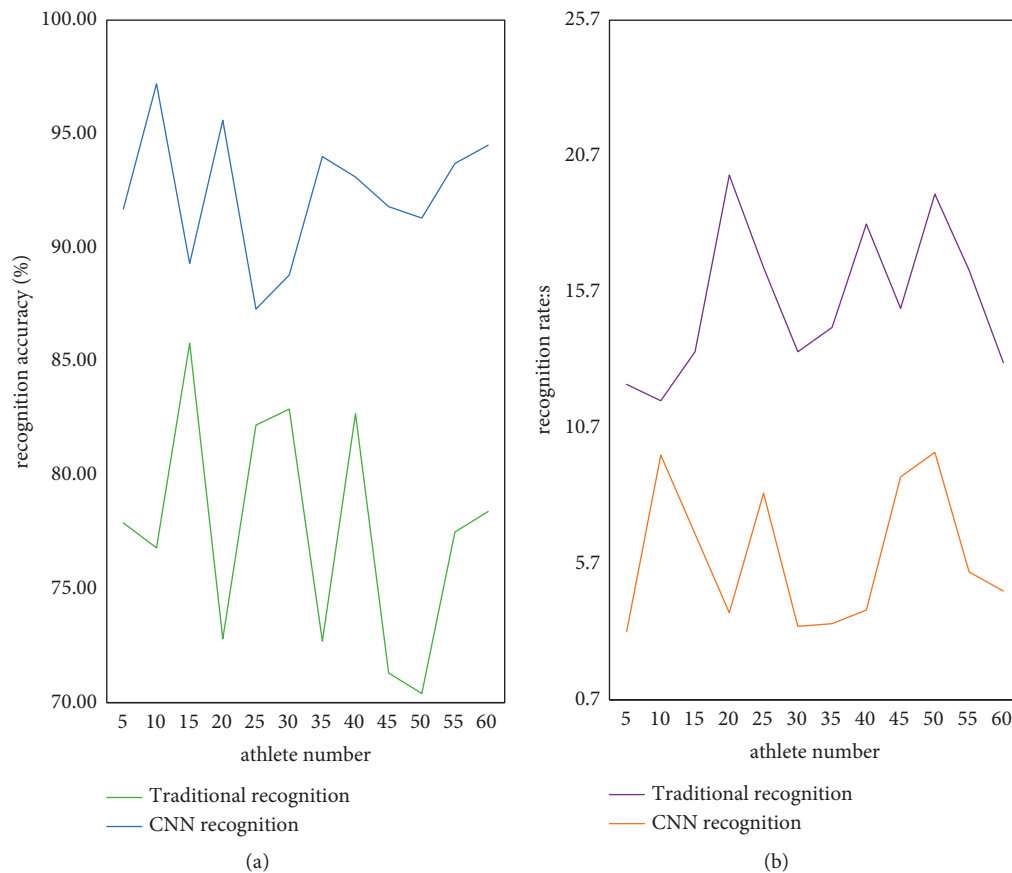 100.00
95.00
90.00
85.00
80.00
75.00
70.00
recognition accuracy (%)
5 10 15 20 25 30 35 40 45 50 55 60
athlete number
Traditional recognition
CNN recognition
(a)
25.7
20.7
15.7
10.7
5.7
0.7
recognition rate:s
5 10 15 20 25 30 35 40 45 50 55 60
athlete number
Traditional recognition
CNN recognition
(b)